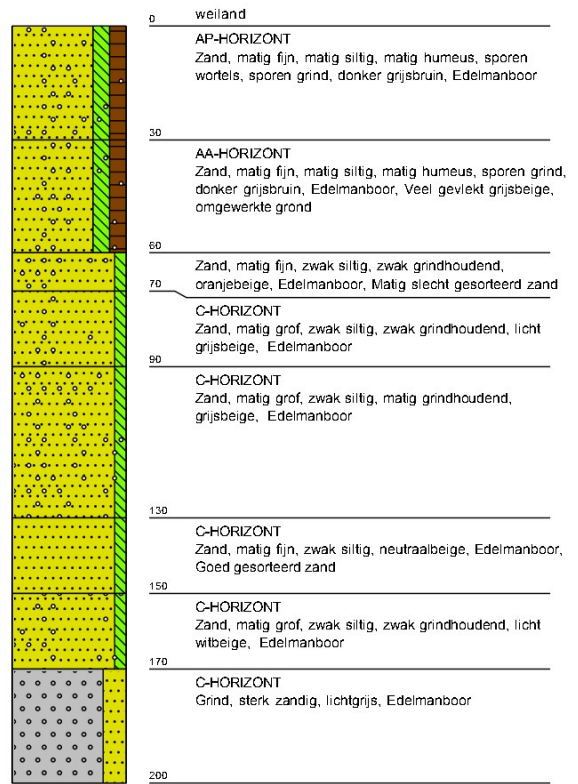 0 weiland
AP-HORIZONT
Zand, matig fijn, matig siltig, matig humeus, sporen
wortels, sporen grind, donker grijsbruin, Edelmanboor
30
AA-HORIZONT
Zand, matig fijn, matig siltig, matig humeus, sporen grind,
donker grijsbruin, Edelmanboor, Veel gevlekt grijsbeige,
omgewerkte grond
60
Zand, matig fijn, zwak siltig, zwak grindhoudend,
oranjebeige, Edelmanboor, Matig slecht gesorteerd zand
70
C-HORIZONT
Zand, matig grof, zwak siltig, zwak grindhoudend, licht
grijsbeige, Edelmanboor
90
C-HORIZONT
Zand, matig grof, zwak siltig, matig grindhoudend,
grijsbeige, Edelmanboor
130
C-HORIZONT
Zand, matig fijn, zwak siltig, neutraalbeige, Edelmanboor,
Goed gesorteerd zand
150
C-HORIZONT
Zand, matig grof, zwak siltig, zwak grindhoudend, licht
witbeige, Edelmanboor
170
C-HORIZONT
Grind, sterk zandig, lichtgrijs, Edelmanboor
200